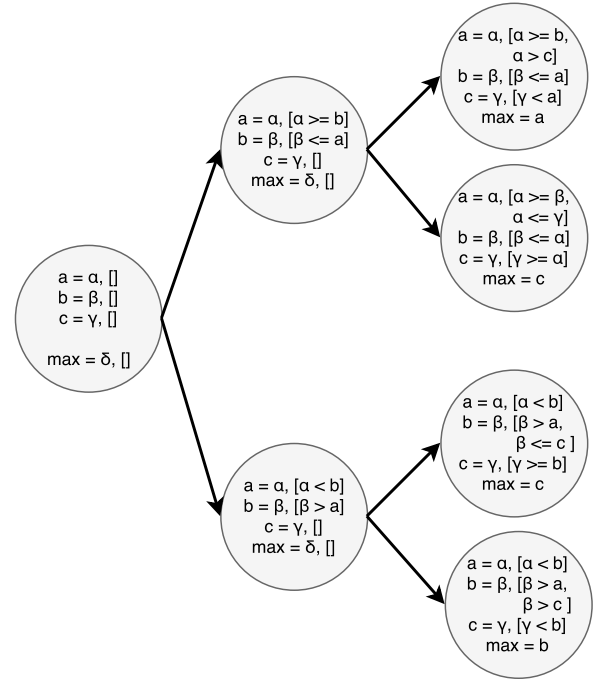 a = α, []
b = β, []
c = γ, []
max = δ, []
a = α, [α >= b]
b = β, [β <= a]
c = γ, []
max = δ, []
a = α, [α >= b,
α > c]
b = β, [β <= a]
c = γ, [γ < a]
max = a
a = α, [α >= β,
α <= γ]
b = β, [β <= α]
c = γ, [γ >= α]
max = c
a = α, [α < b]
b = β, [β > a]
c = γ, []
max = δ, []
a = α, [α < b]
b = β, [β > a,
β <= c ]
c = γ, [γ >= b]
max = c
a = α, [α < b]
b = β, [β > a,
β > c ]
c = γ, [γ < b]
max = b